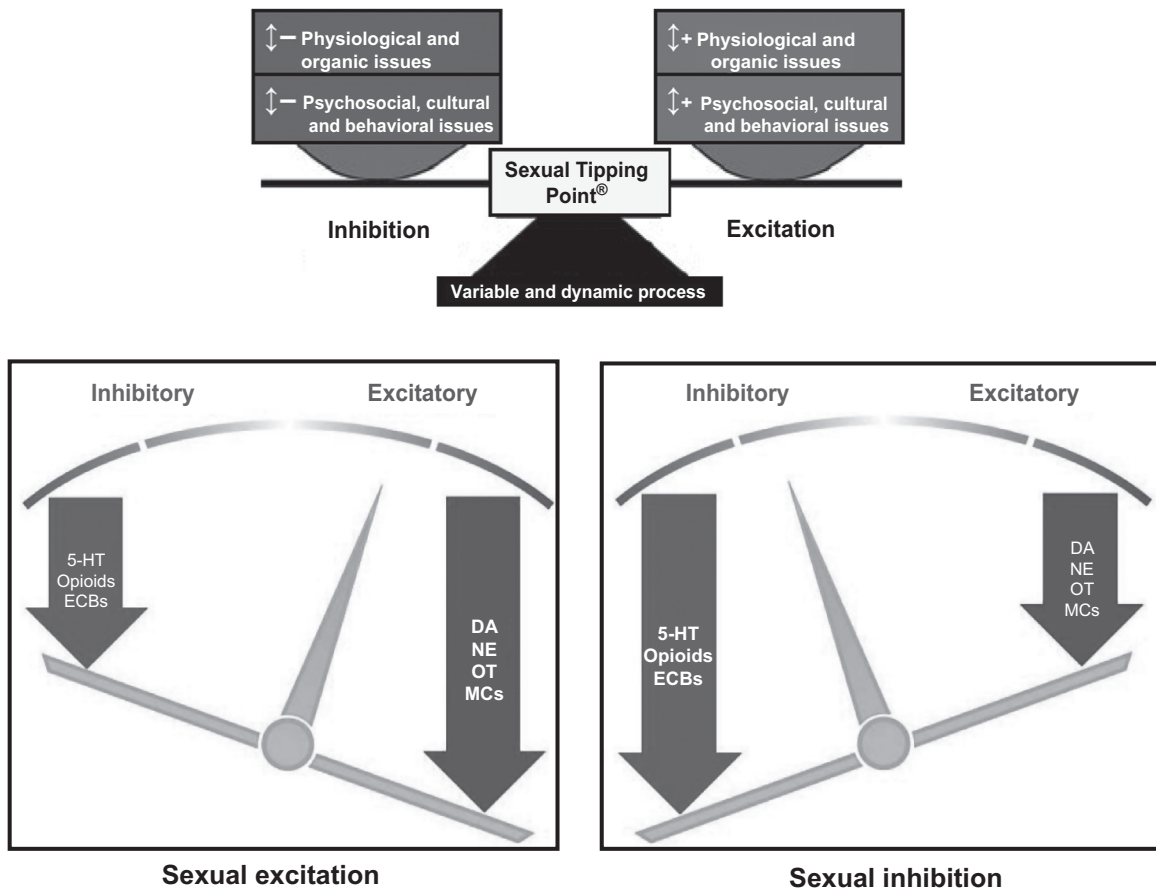 ↕− Physiological and
organic issues
↕− Psychosocial, cultural
and behavioral issues
↕+ Physiological and
organic issues
↕+ Psychosocial, cultural
and behavioral issues
Sexual Tipping
Point®
Inhibition
Excitation
Variable and dynamic process
Inhibitory
Excitatory
5-HT
Opioids
ECBs
DA
NE
OT
MCs
Sexual excitation
Inhibitory
Excitatory
5-HT
Opioids
ECBs
DA
NE
OT
MCs
Sexual inhibition